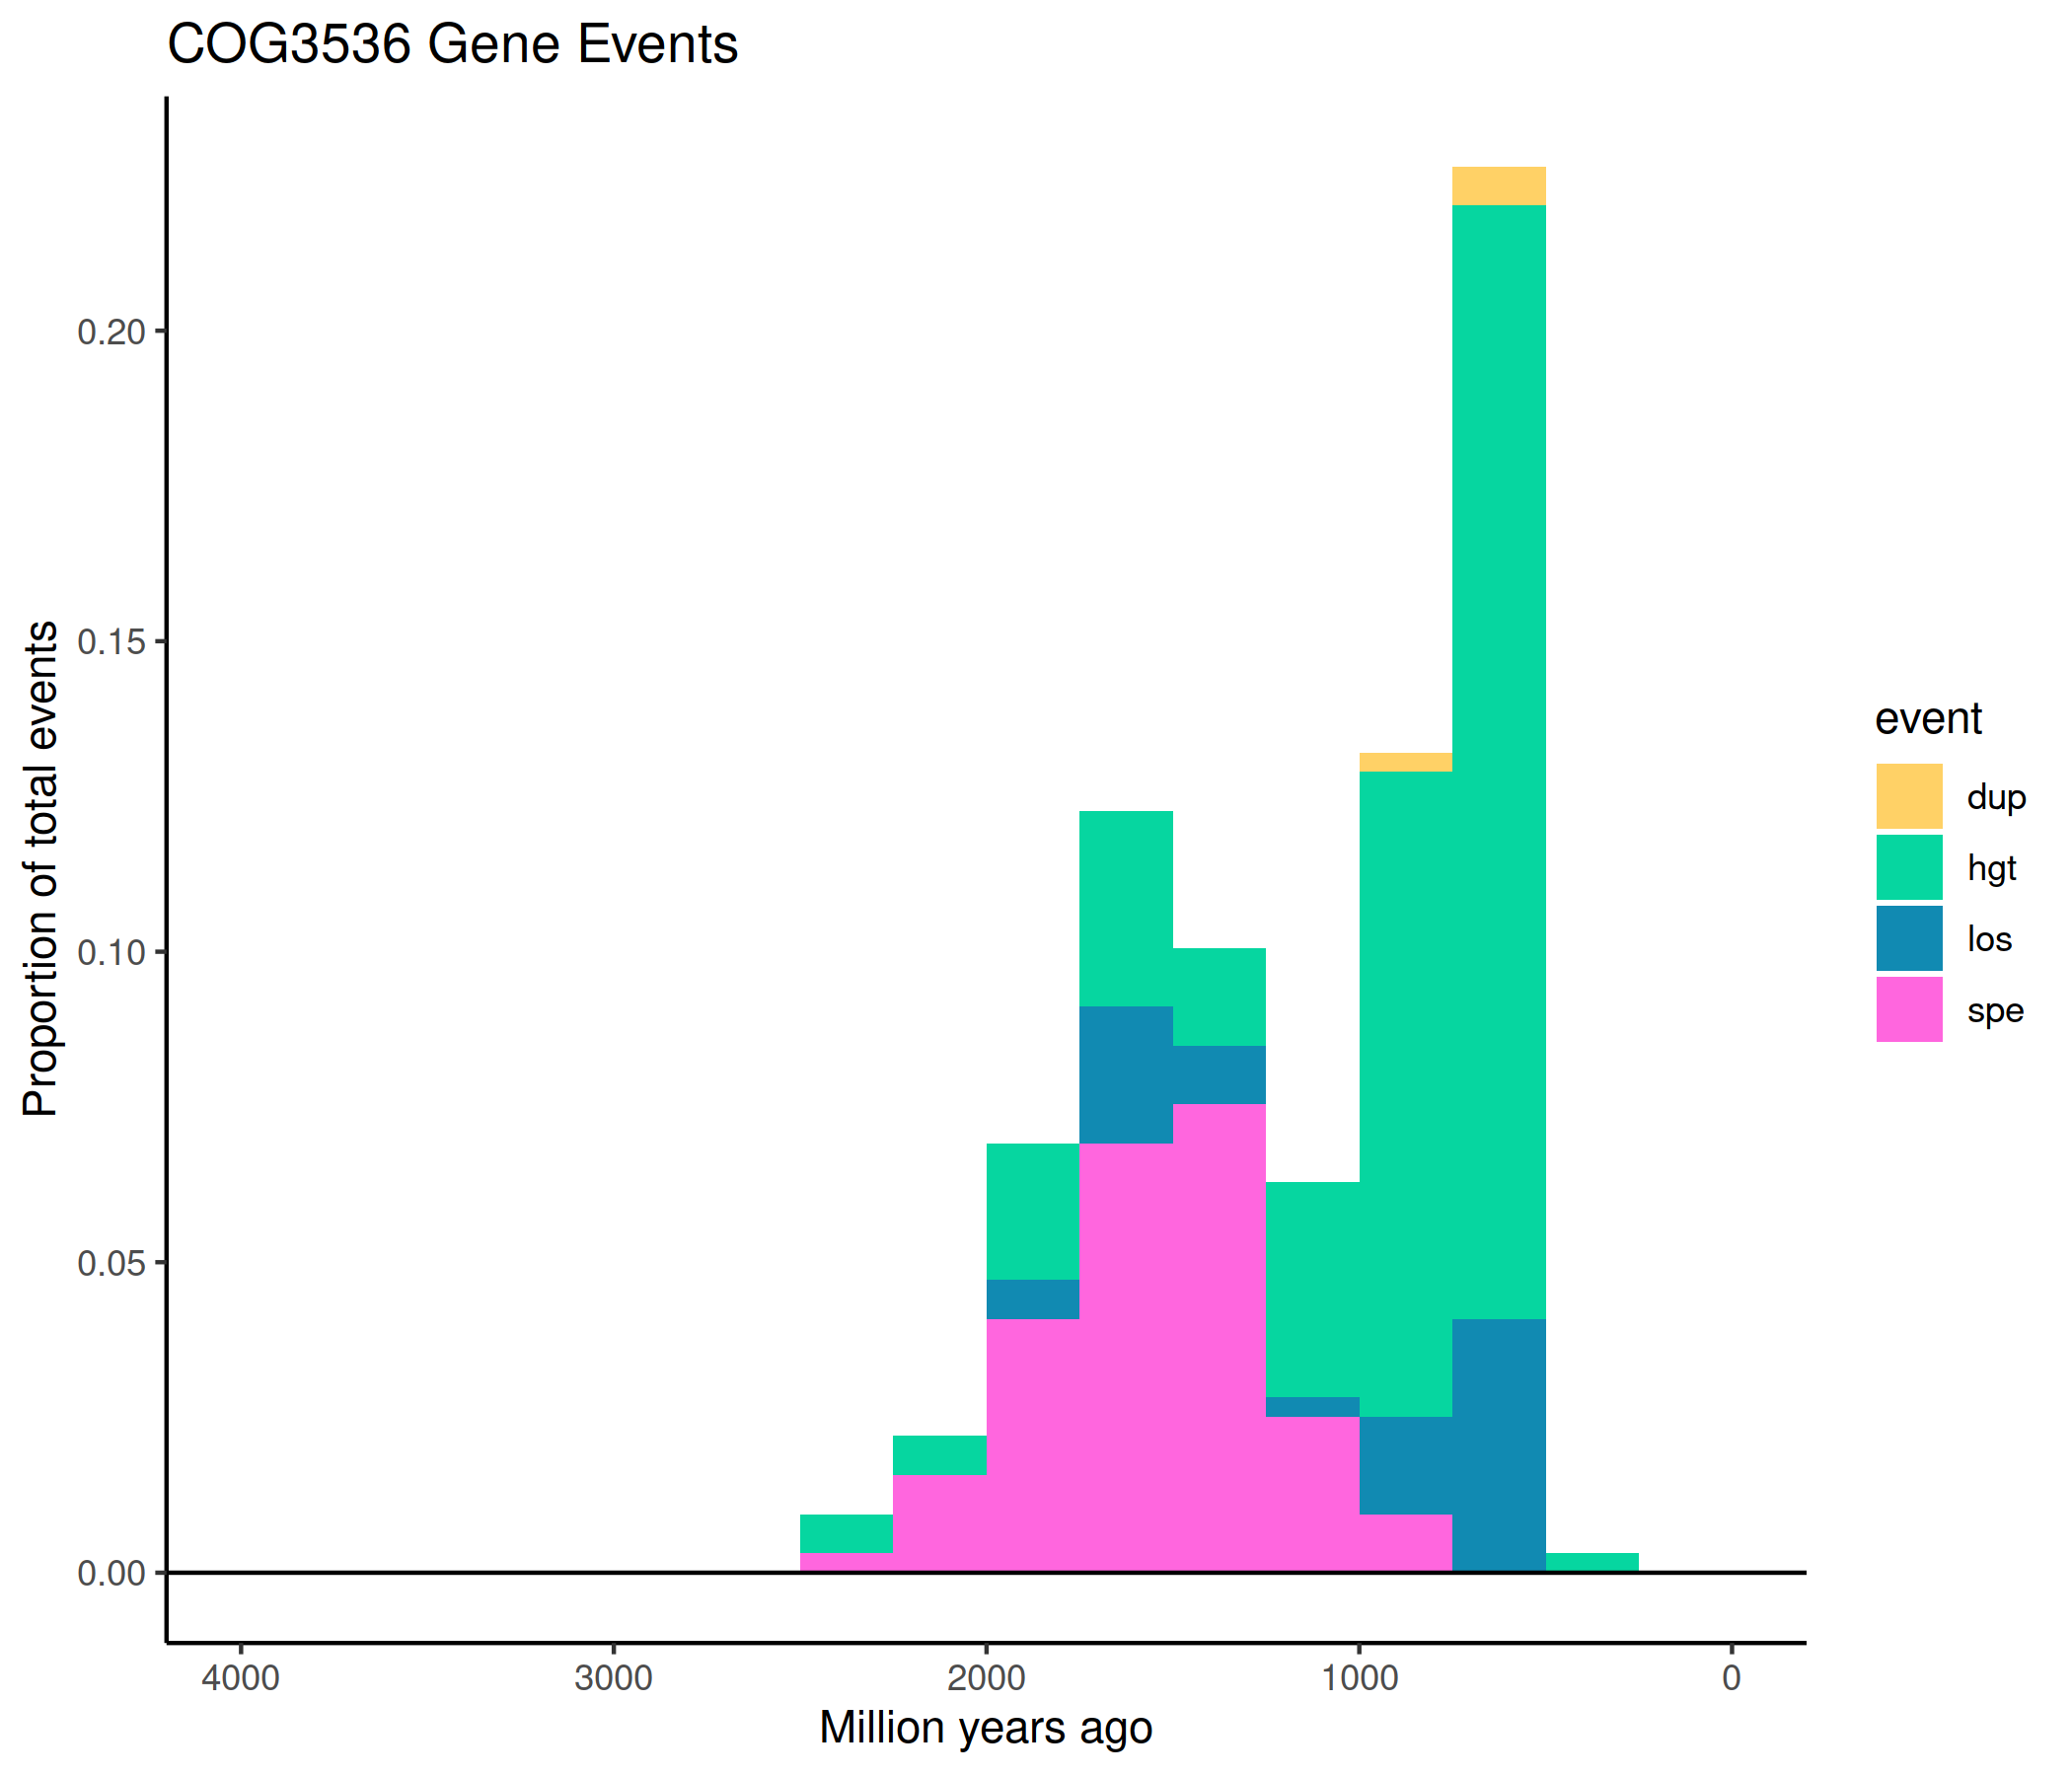 COG3536 Gene Events
Proportion of total events
0.20
0.15
0.10
0.05
0.00
4000 3000 2000 1000 0
Million years ago
event
dup
hgt
los
spe